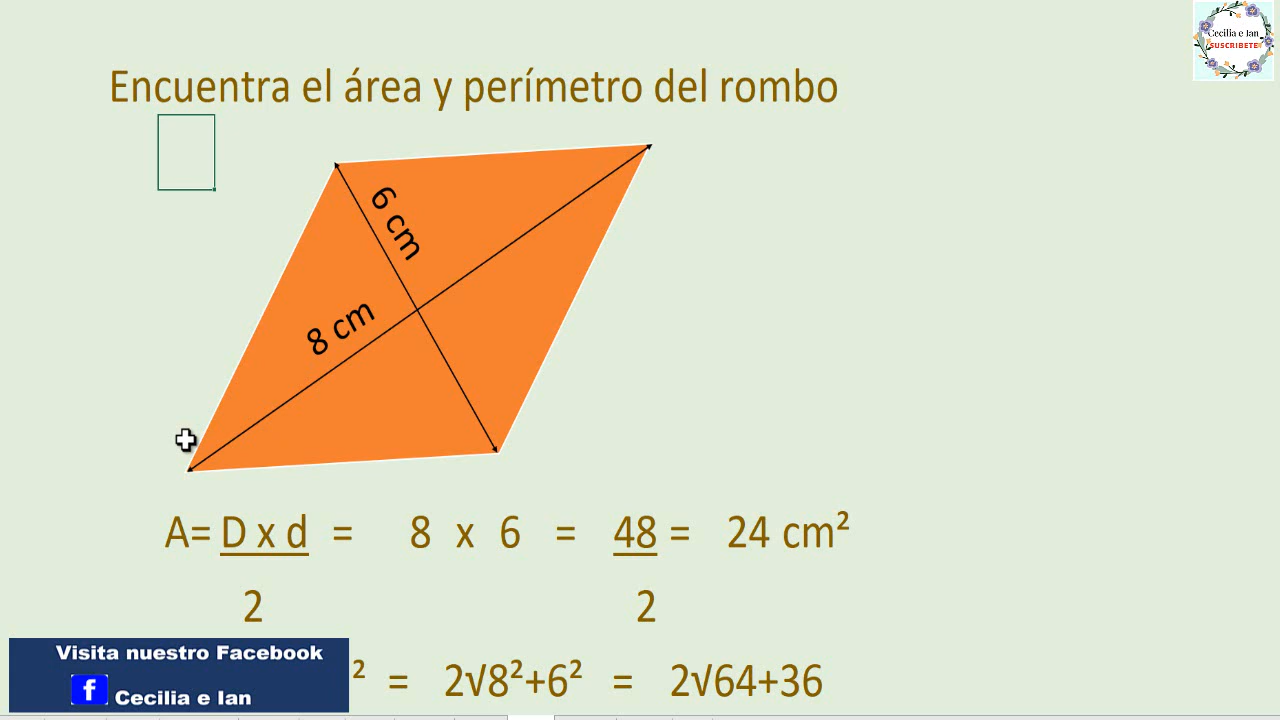 Cecilia e Ian
SUSCRIBETE
Encuentra el área y perímetro del rombo
6 cm
8 cm
A= D x d = 8 x 6 = 48 = 24 cm²
2 2
² = 2√8²+6² = 2√64+36
Visita nuestro Facebook
f Cecilia e Ian